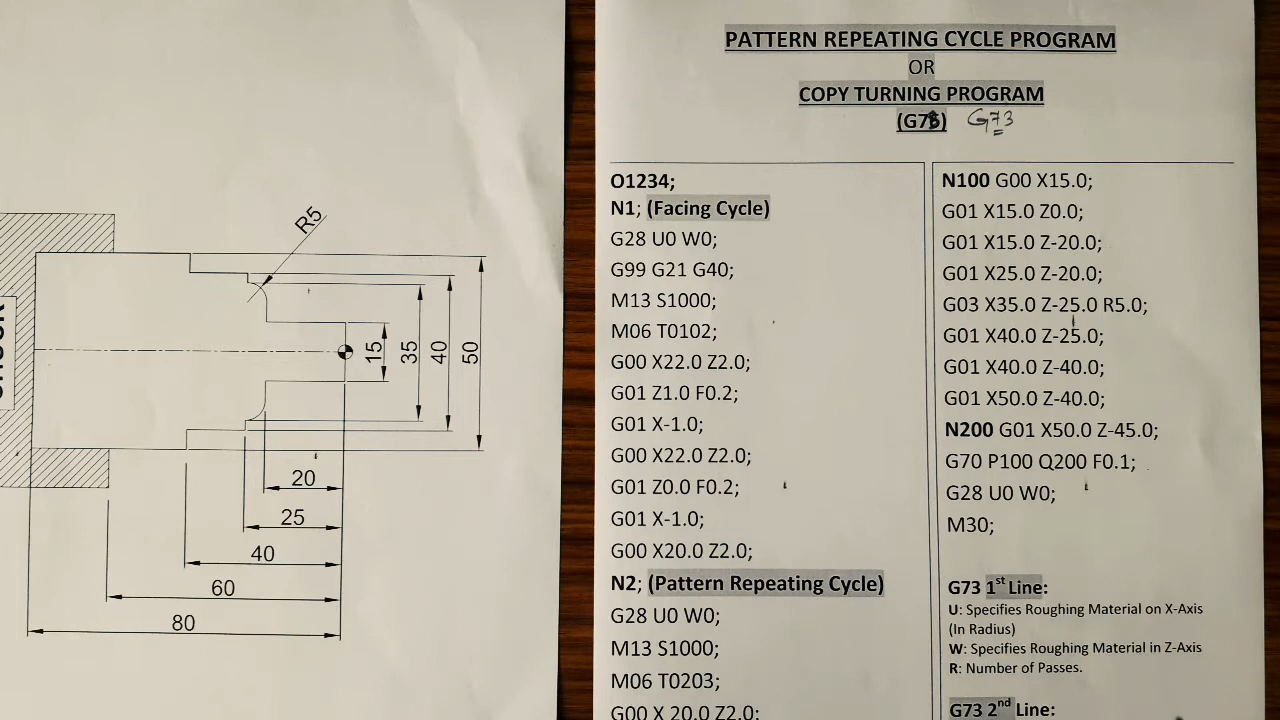 R5
15
35
40
50
20
25
40
60
80
PATTERN REPEATING CYCLE PROGRAM
OR
COPY TURNING PROGRAM
(G73) G73
O1234;
N1; (Facing Cycle)
G28 U0 W0;
G99 G21 G40;
M13 S1000;
M06 T0102;
G00 X22.0 Z2.0;
G01 Z1.0 F0.2;
G01 X-1.0;
G00 X22.0 Z2.0;
G01 Z0.0 F0.2;
G01 X-1.0;
G00 X20.0 Z2.0;
N2; (Pattern Repeating Cycle)
G28 U0 W0;
M13 S1000;
M06 T0203;
G00 X 20.0 Z2.0;
N100 G00 X15.0;
G01 X15.0 Z0.0;
G01 X15.0 Z-20.0;
G01 X25.0 Z-20.0;
G03 X35.0 Z-25.0 R5.0;
G01 X40.0 Z-25.0;
G01 X40.0 Z-40.0;
G01 X50.0 Z-40.0;
N200 G01 X50.0 Z-45.0;
G70 P100 Q200 F0.1;
G28 U0 W0;
M30;
G73 1st Line:
U: Specifies Roughing Material on X-Axis
(In Radius)
W: Specifies Roughing Material in Z-Axis
R: Number of Passes.
G73 2nd Line: